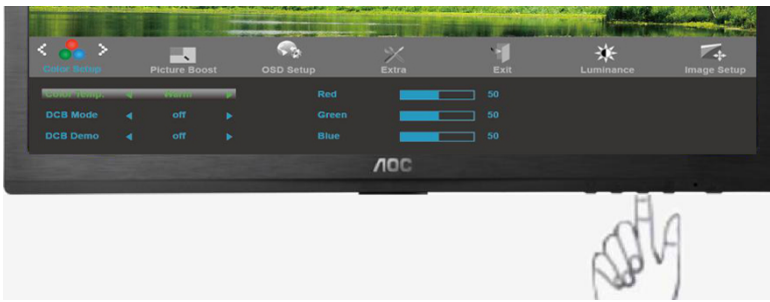 Color Setup Picture Boost OSD Setup Extra Exit Luminance Image Setup
Color Temp. Warm Red 50
DCB Mode off Green 50
DCB Demo off Blue 50
AOC